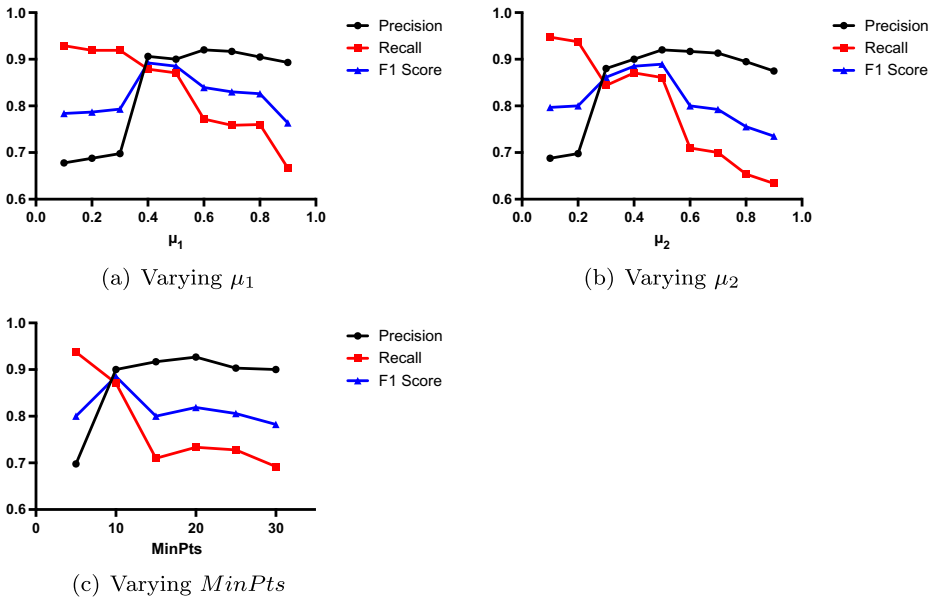 1.0
0.9
0.8
0.7
0.6
0.0 0.2 0.4 0.6 0.8 1.0
μ1
Precision
Recall
F1 Score
(a) Varying μ1
1.0
0.9
0.8
0.7
0.6
0.0 0.2 0.4 0.6 0.8 1.0
μ2
Precision
Recall
F1 Score
(b) Varying μ2
1.0
0.9
0.8
0.7
0.6
0 10 20 30
MinPts
Precision
Recall
F1 Score
(c) Varying MinPts